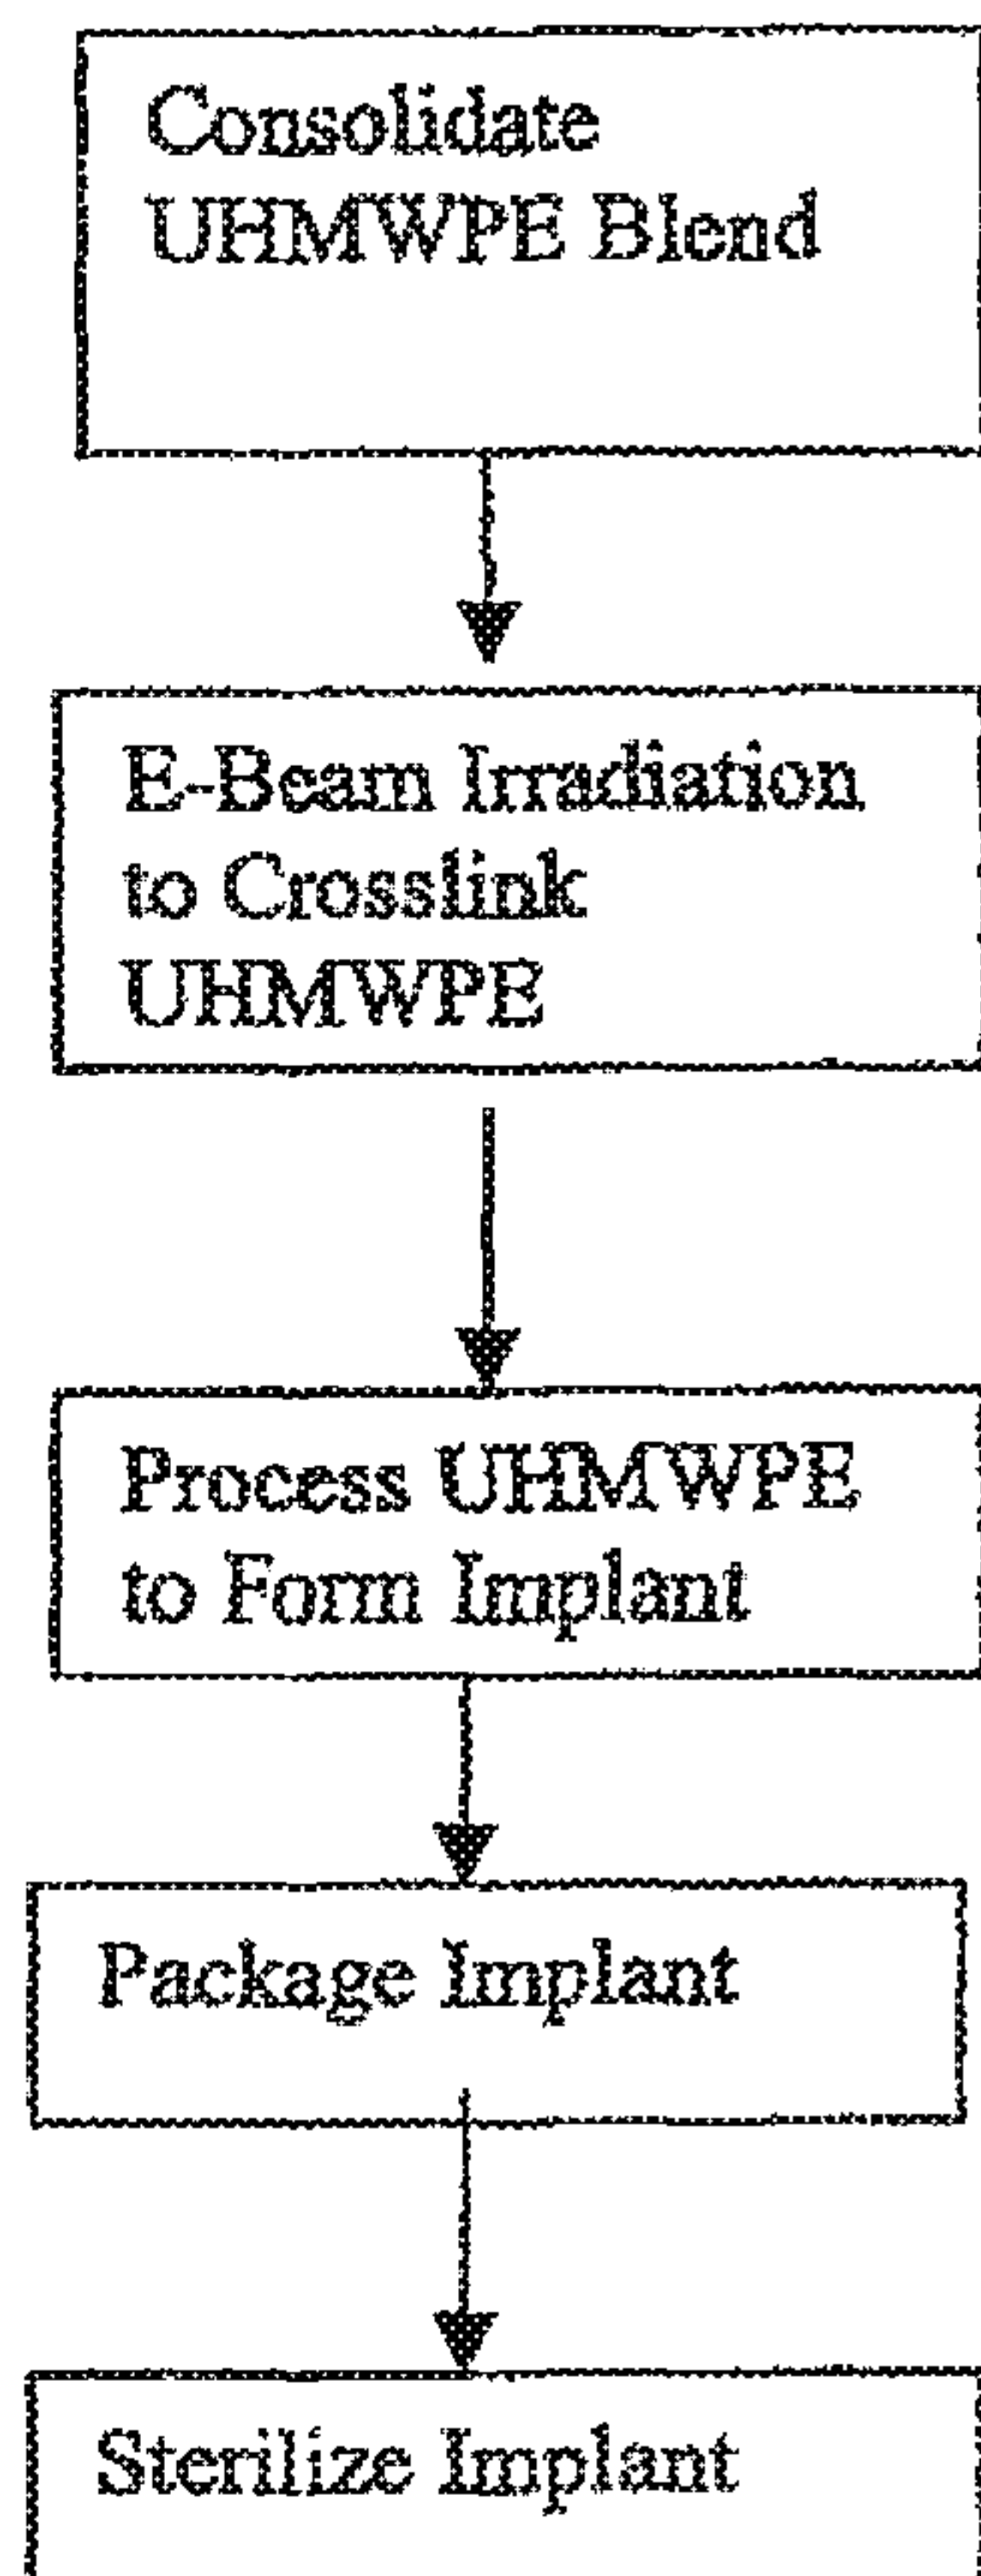 Consolidate
UHMWPE Blend
E-Beam Irradiation
to Crosslink
UHMWPE
Process UHMWPE
to Form Implant
Package Implant
Sterilize Implant